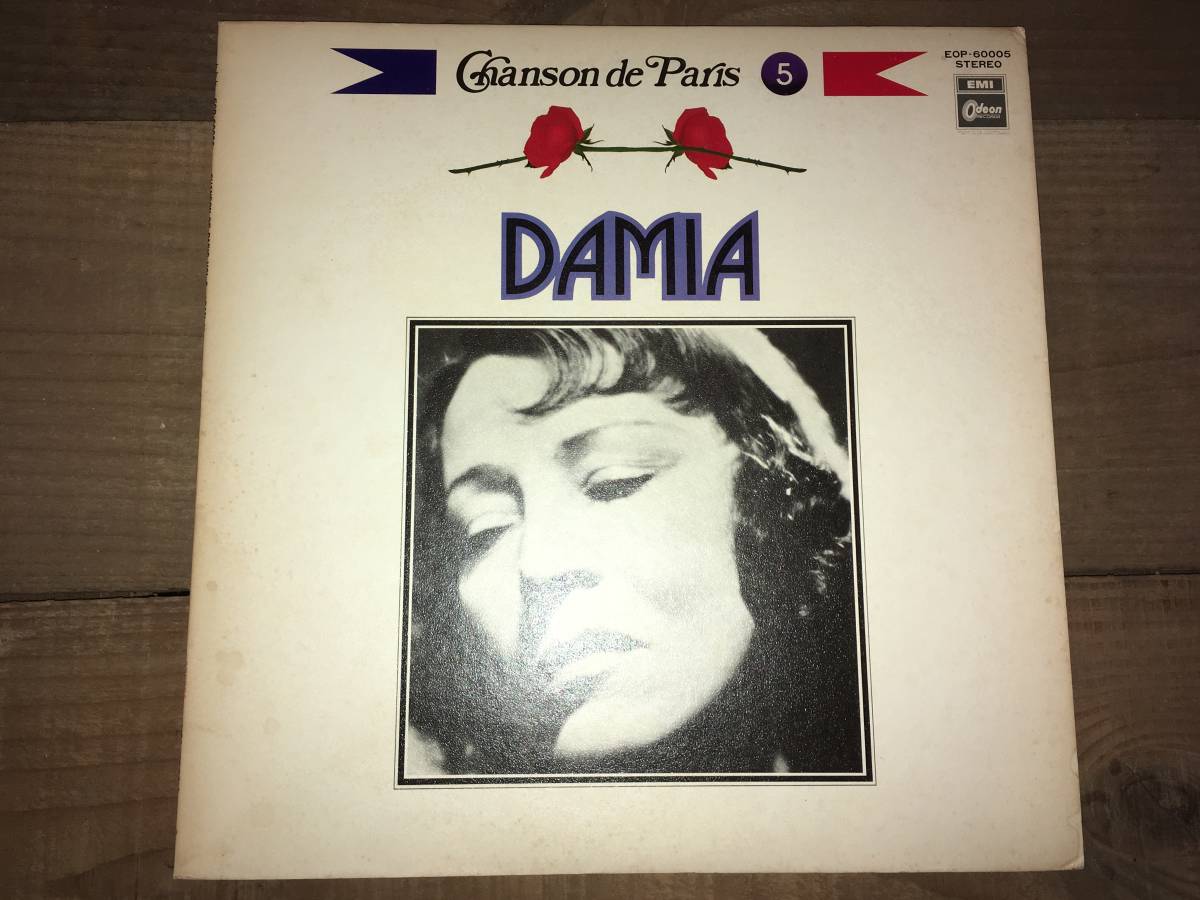 Chanson de Paris 5
EOP-60005
STEREO
EMI
Odeon
DAMIA